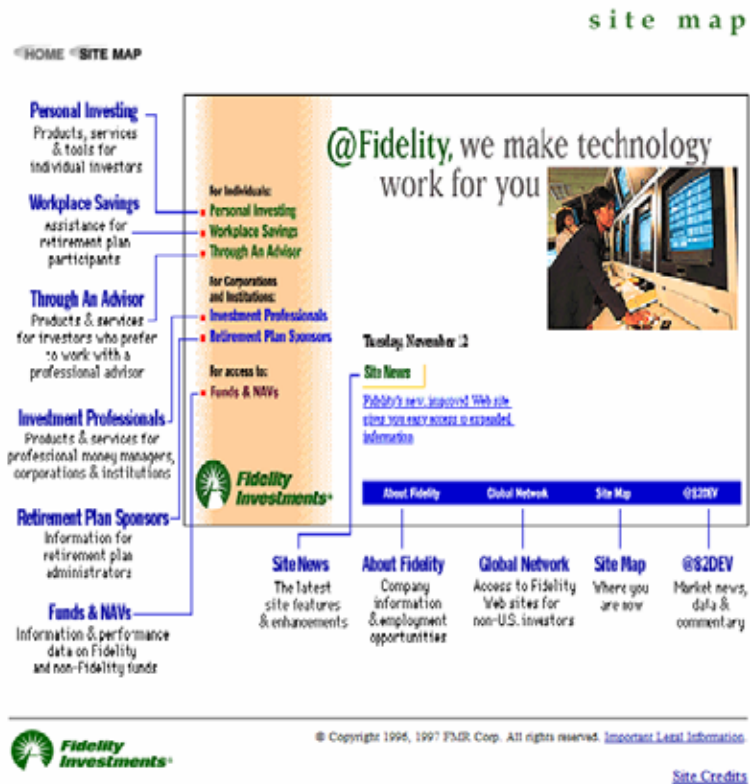 site map
HOME SITE MAP
Personal Investing
Products, services
& tools for
individual investors
Workplace Savings
Assistance for
retirement plan
participants
Through An Advisor
Products & services
for investors who prefer
to work with a
professional advisor
Investment Professionals
Products & services for
professional money managers,
corporations & institutions
Retirement Plan Sponsors
Information for
retirement plan
administrators
Funds & NAVs
Information & performance
data on Fidelity
and non-Fidelity funds
@Fidelity, we make technology
work for you
For Individuals:
Personal Investing
Workplace Savings
Through An Advisor
For Corporations
and Institutions:
Investment Professionals
Retirement Plan Sponsors
For access to:
Funds & NAVs
Fidelity
Investments
Tuesday, November 12
Site News
Fidelity's new, improved Web site
gives you easy access to expanded
information
About Fidelity Global Network Site Map @82DEV
Site News
The latest
site features
& enhancements
About Fidelity
Company
information
& employment
opportunities
Global Network
Access to Fidelity
Web sites for
non-U.S. investors
Site Map
Where you
are now
@82DEV
Market news,
data &
commentary
Fidelity
Investments
© Copyright 1996, 1997 FMR Corp. All rights reserved. Important Legal Information.
Site Credits